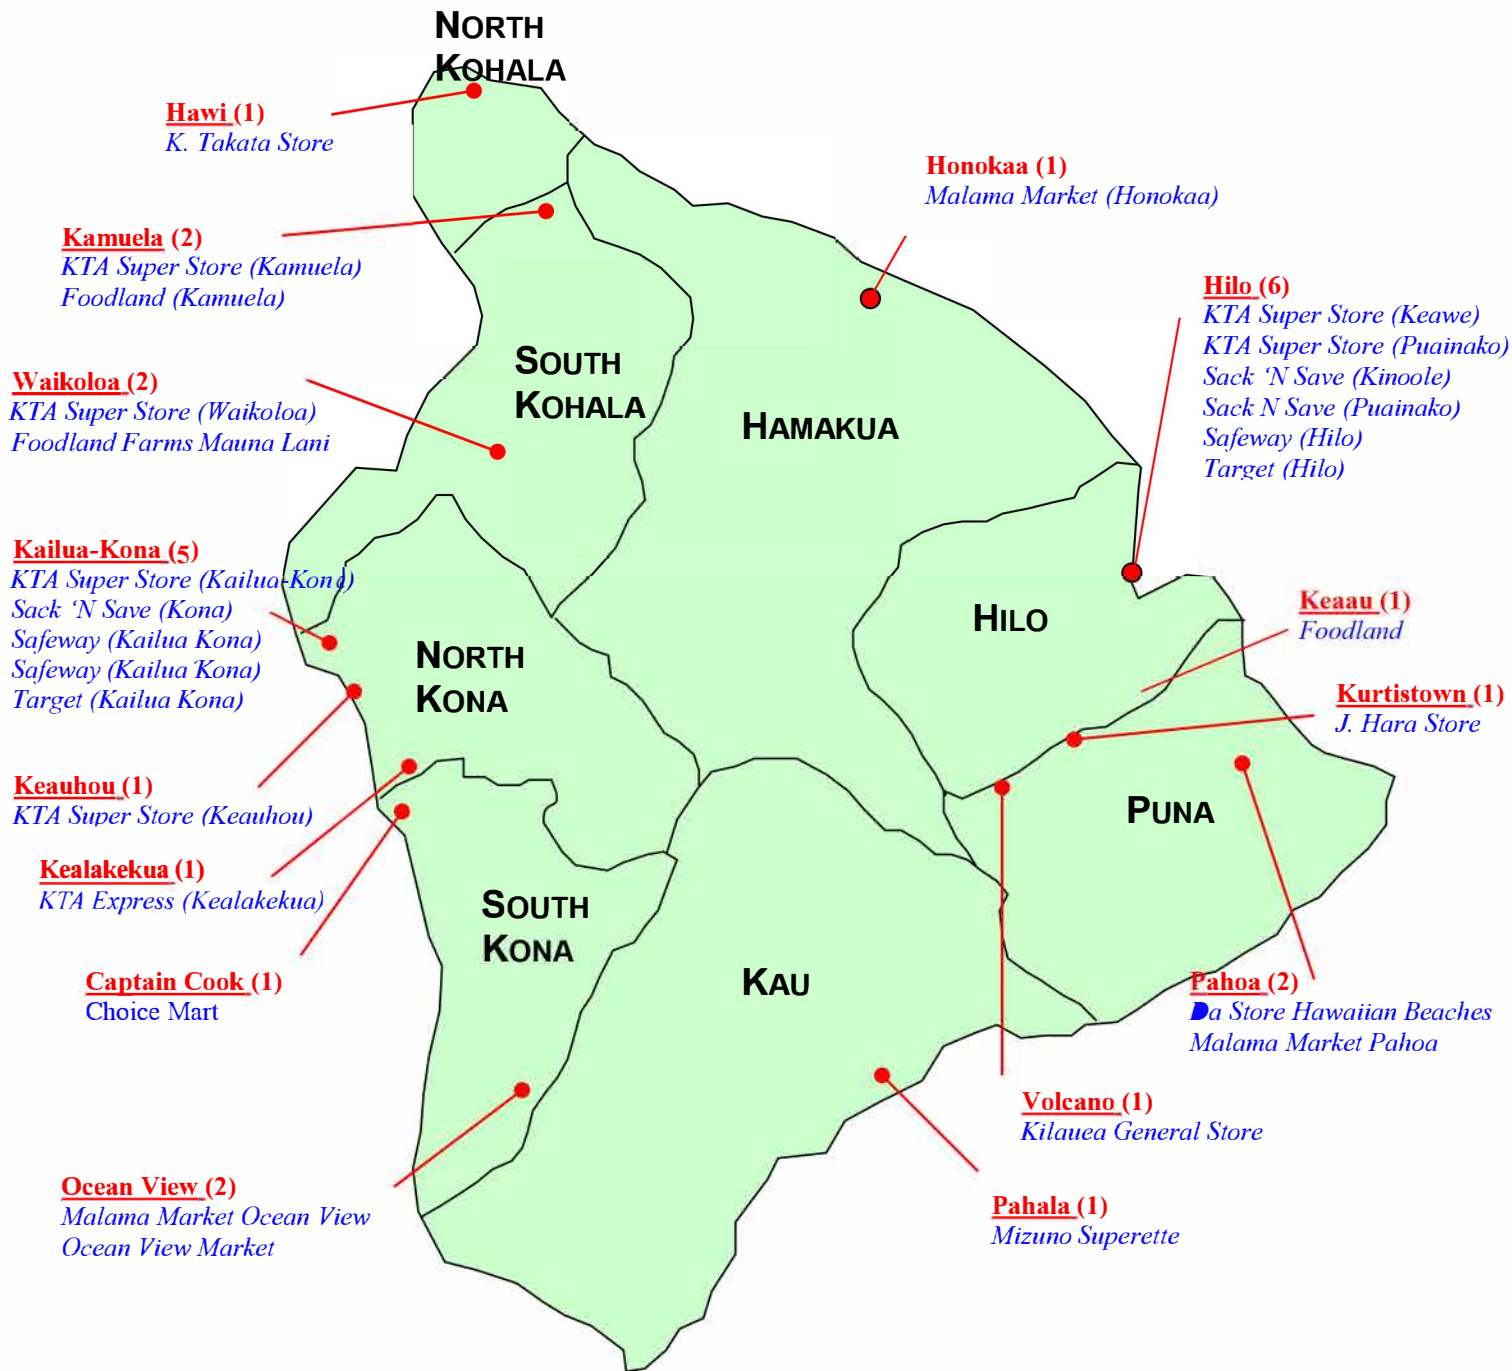 NORTH
KOHALA
Hawi (1)
K. Takata Store
Honokaa (1)
Malama Market (Honokaa)
Kamuela (2)
KTA Super Store (Kamuela)
Foodland (Kamuela)
Hilo (6)
KTA Super Store (Keawe)
KTA Super Store (Puainako)
Sack ‘N Save (Kinoole)
Sack N Save (Puainako)
Safeway (Hilo)
Target (Hilo)
SOUTH
KOHALA
Waikoloa (2)
KTA Super Store (Waikoloa)
Foodland Farms Mauna Lani
HAMAKUA
Kailua-Kona (5)
KTA Super Store (Kailua-Kona)
Sack ‘N Save (Kona)
Safeway (Kailua Kona)
Safeway (Kailua Kona)
Target (Kailua Kona)
HILO
Keaau (1)
Foodland
NORTH
KONA
Kurtistown (1)
J. Hara Store
Keauhou (1)
KTA Super Store (Keauhou)
PUNA
Kealakekua (1)
KTA Express (Kealakekua)
SOUTH
KONA
Captain Cook (1)
Choice Mart
KAU
Pahoa (2)
Da Store Hawaiian Beaches
Malama Market Pahoa
Volcano (1)
Kilauea General Store
Ocean View (2)
Malama Market Ocean View
Ocean View Market
Pahala (1)
Mizuno Superette